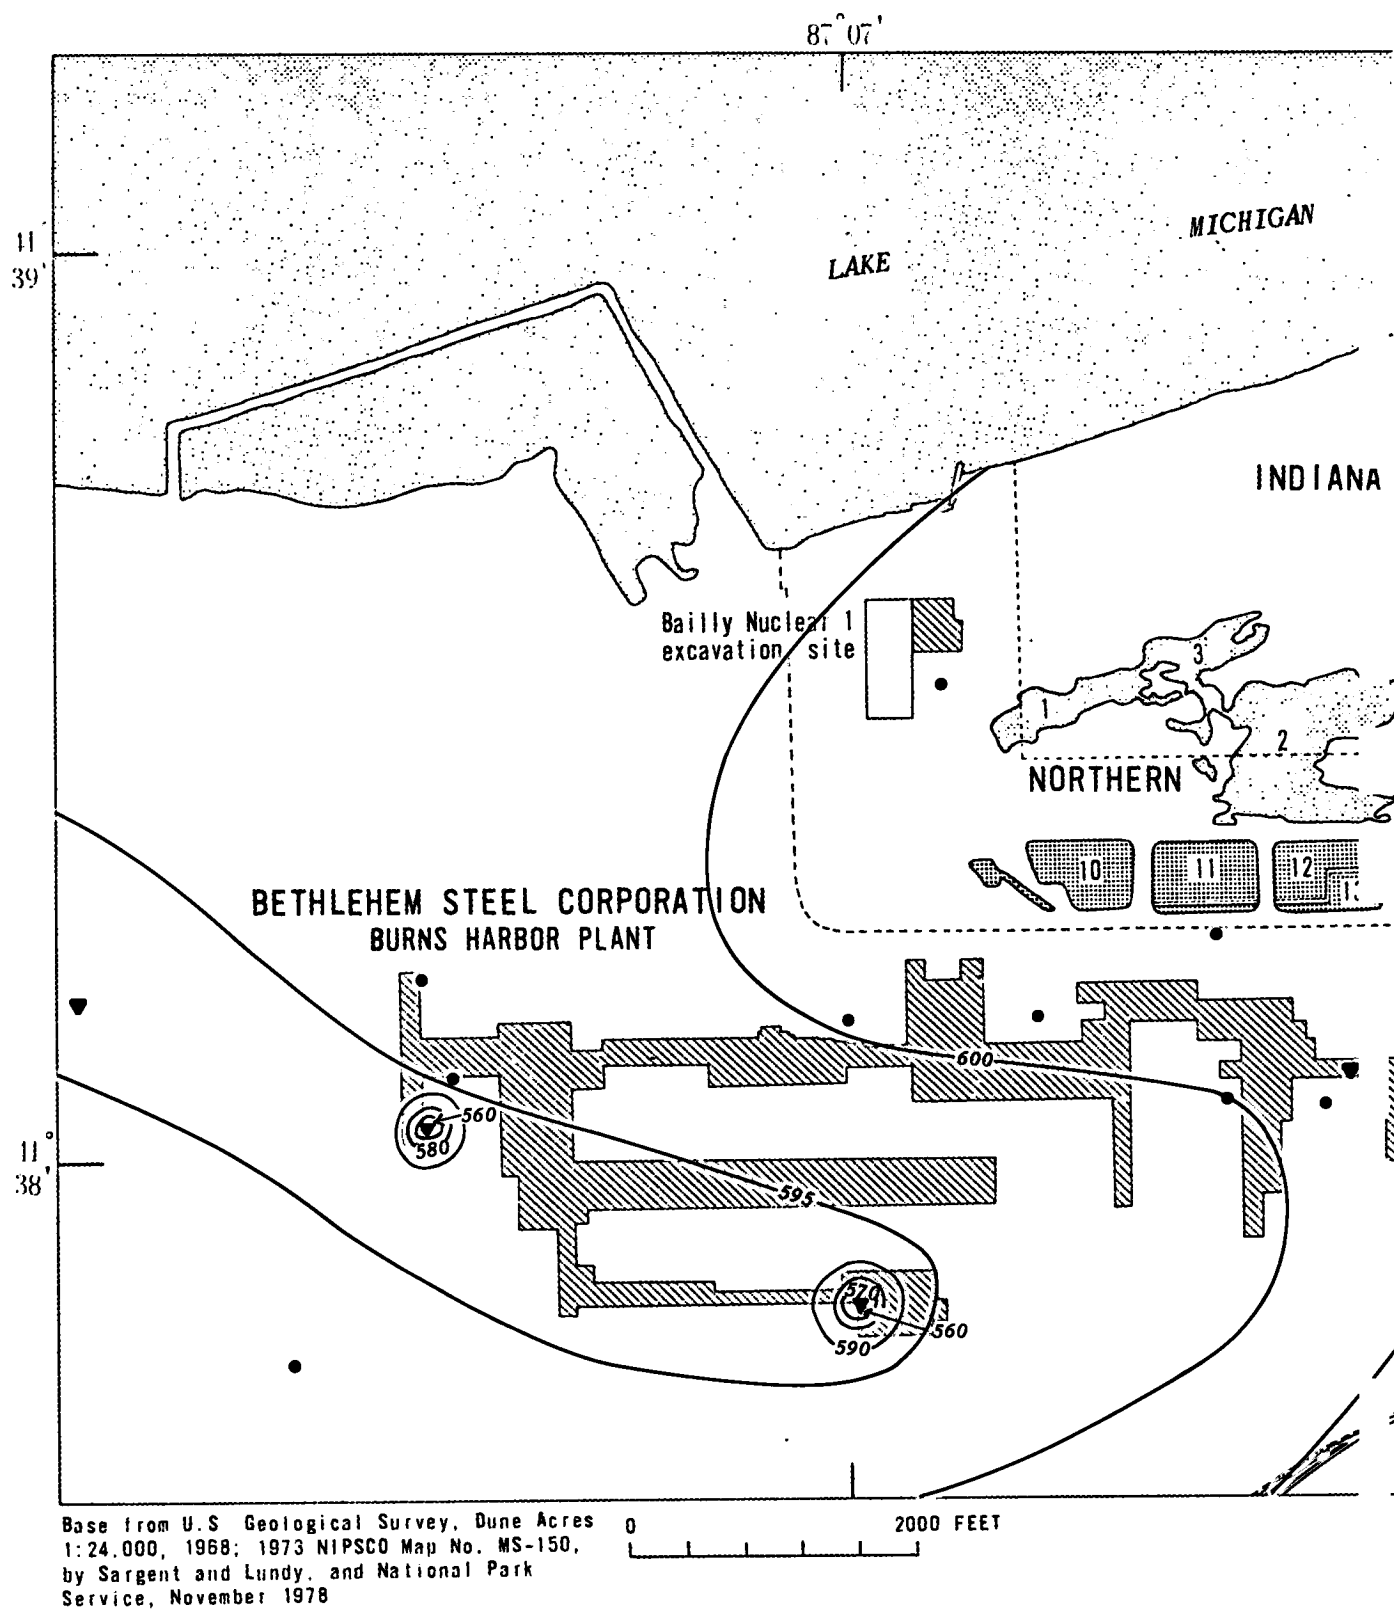 87°07'
41
39'
LAKE
MICHIGAN
INDIANA
Bailly Nuclear 1
excavation site
3
1
2
NORTHERN
10
11
12
BETHLEHEM STEEL CORPORATION
BURNS HARBOR PLANT
600
560
580
41°
38'
595
570
560
590
Base from U.S Geological Survey, Dune Acres
1:24,000, 1968; 1973 NIPSCO Map No. MS-150,
by Sargent and Lundy, and National Park
Service, November 1978
0
2000 FEET